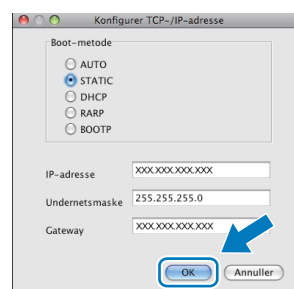 Konfigurer TCP-/IP-adresse
Boot-metode
AUTO
STATIC
DHCP
RARP
BOOTP
IP-adresse XXX.XXX.XXX.XXX
Undernetsmaske 255.255.255.0
Gateway XXX.XXX.XXX.XXX
OK Annuller